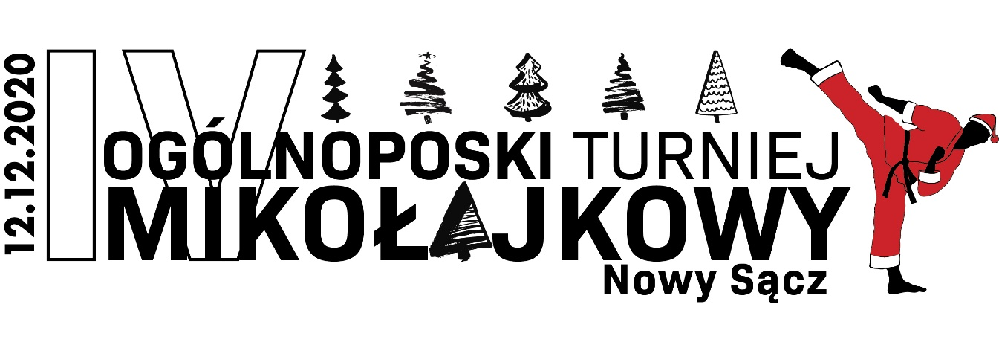 12.12.2020
IV
OGÓLNOPOSKI TURNIEJ
MIKOŁAJKOWY
Nowy Sącz